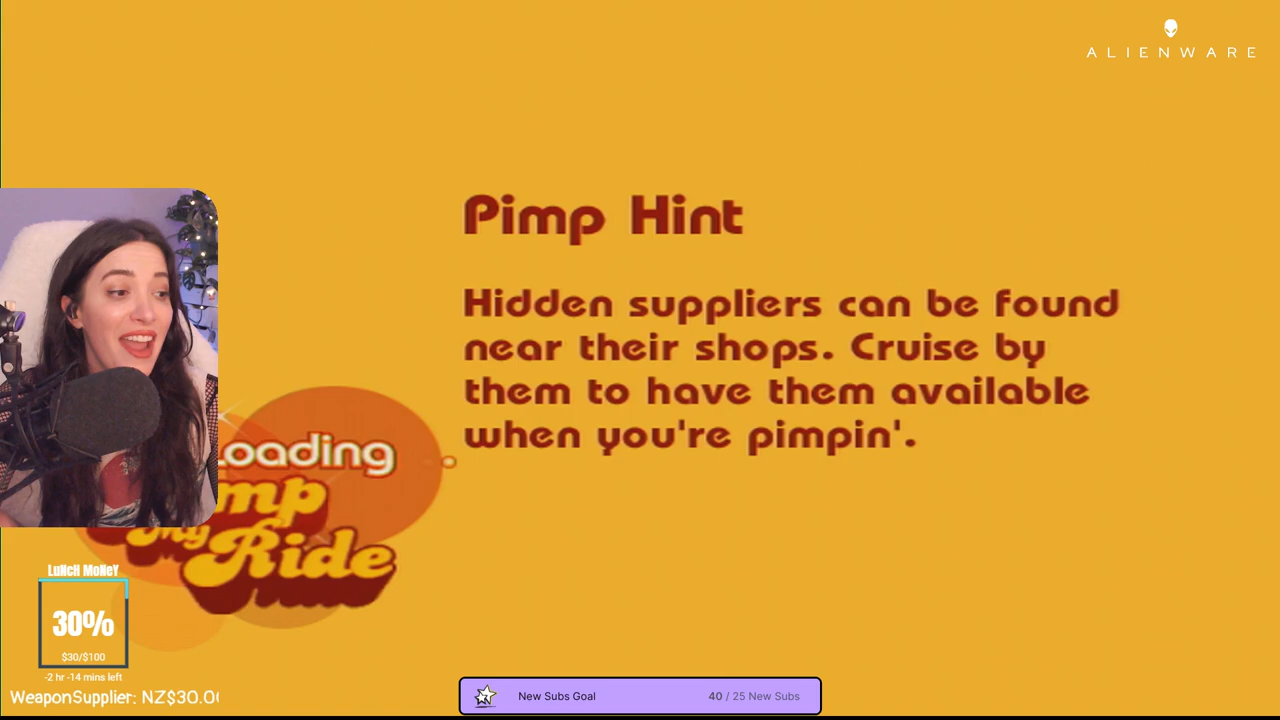 ALIENWARE
Pimp Hint
Hidden suppliers can be found
near their shops. Cruise by
them to have them available
when you're pimpin'.
Loading
mp
My
Ride
LuNcH MoNeY
30%
$30/$100
-2 hr -14 mins left
WeaponSupplier: NZ$30.0
New Subs Goal
40 / 25 New Subs